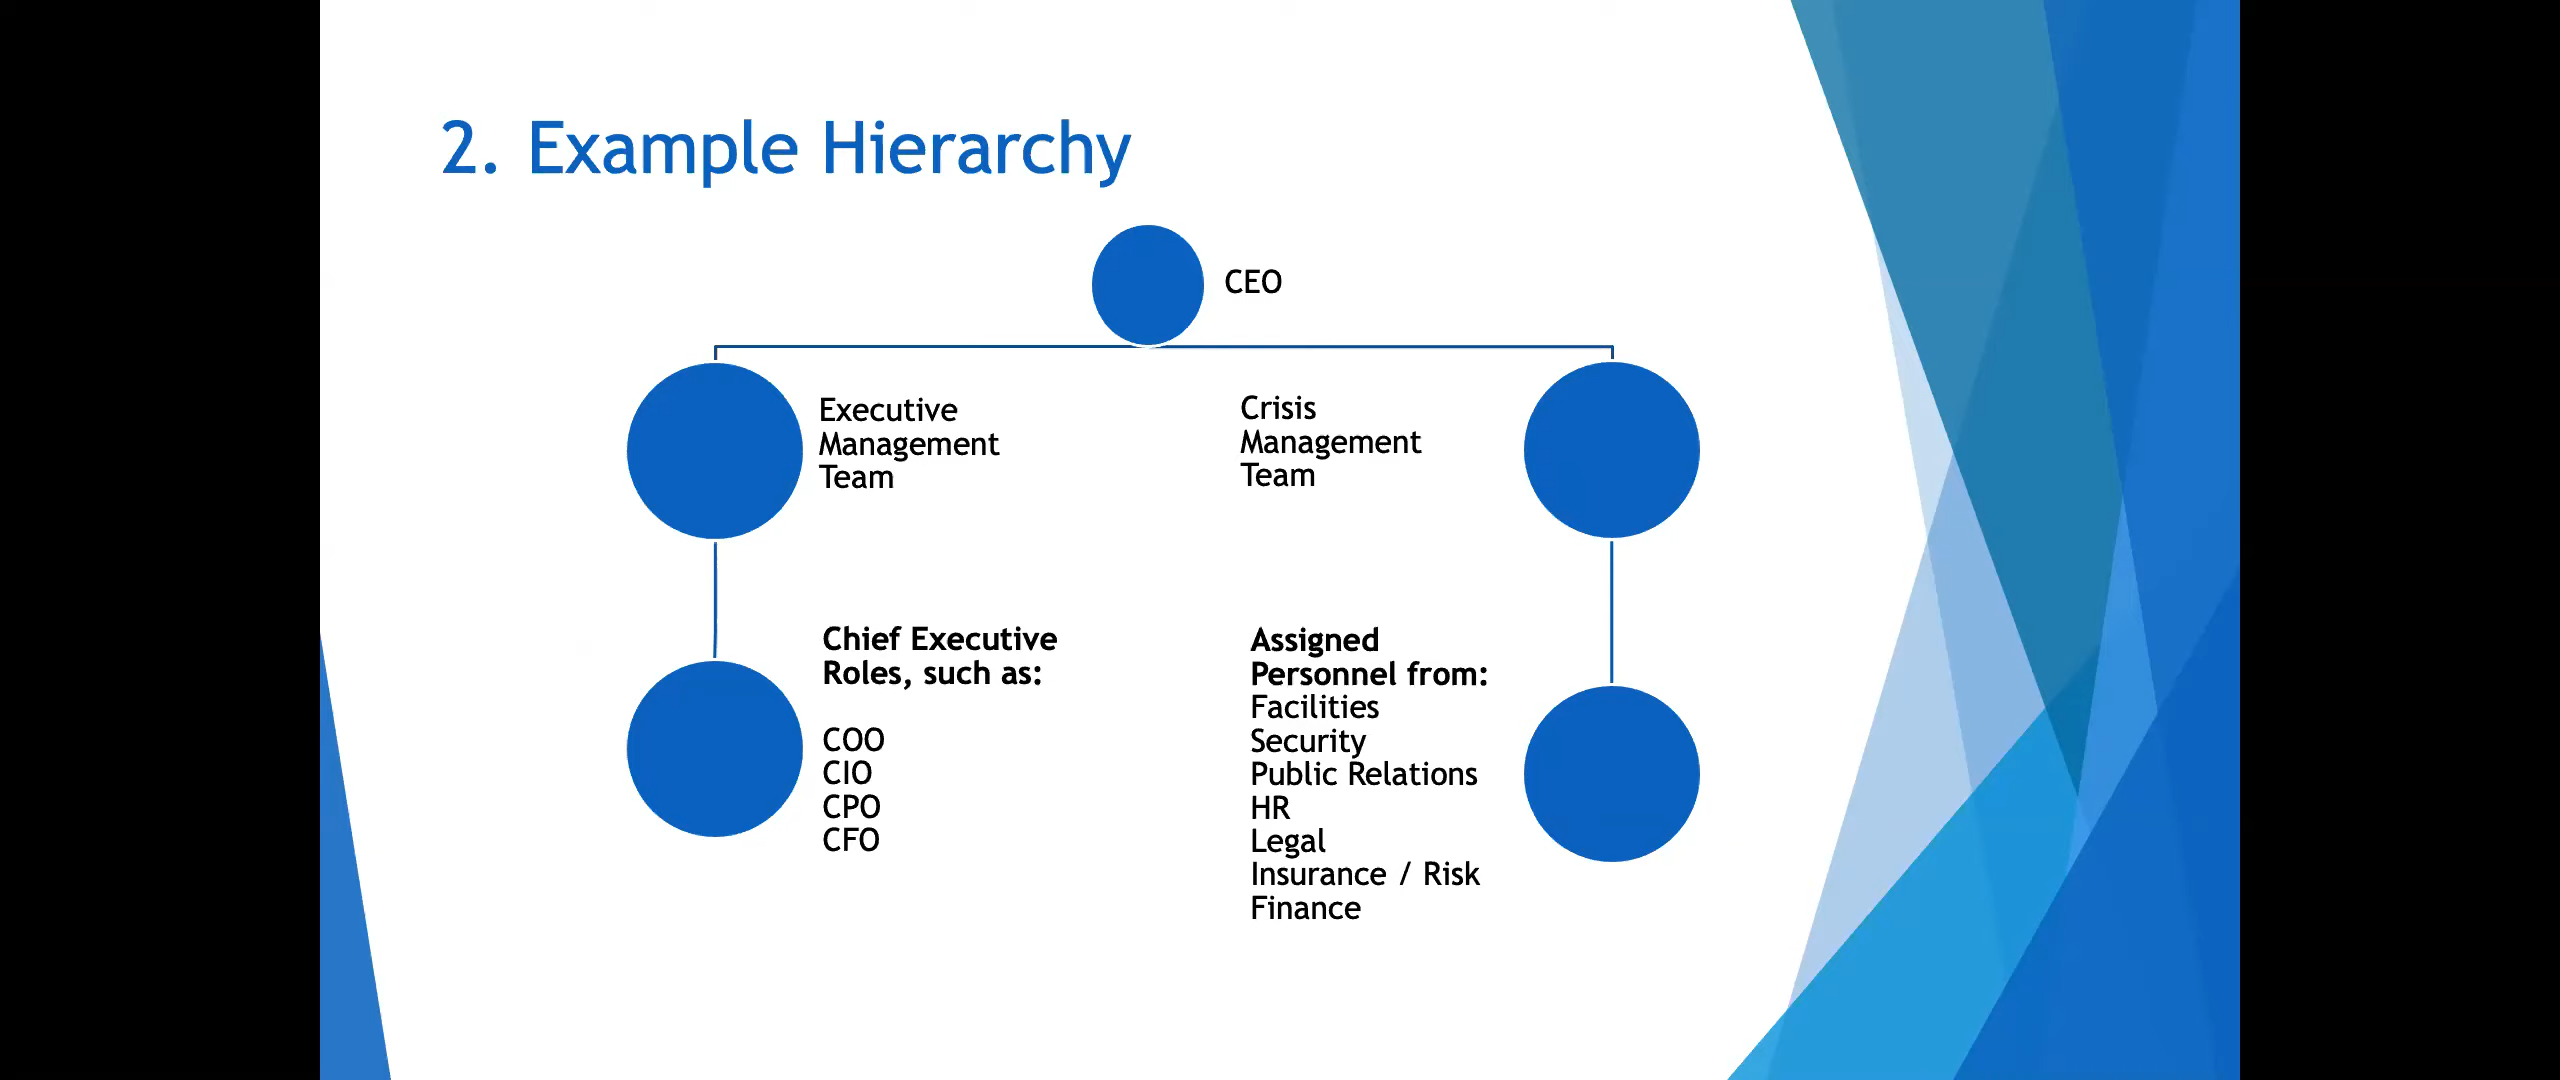 2. Example Hierarchy
CEO
Executive
Management
Team
Crisis
Management
Team
Chief Executive
Roles, such as:
COO
CIO
CPO
CFO
Assigned
Personnel from:
Facilities
Security
Public Relations
HR
Legal
Insurance / Risk
Finance